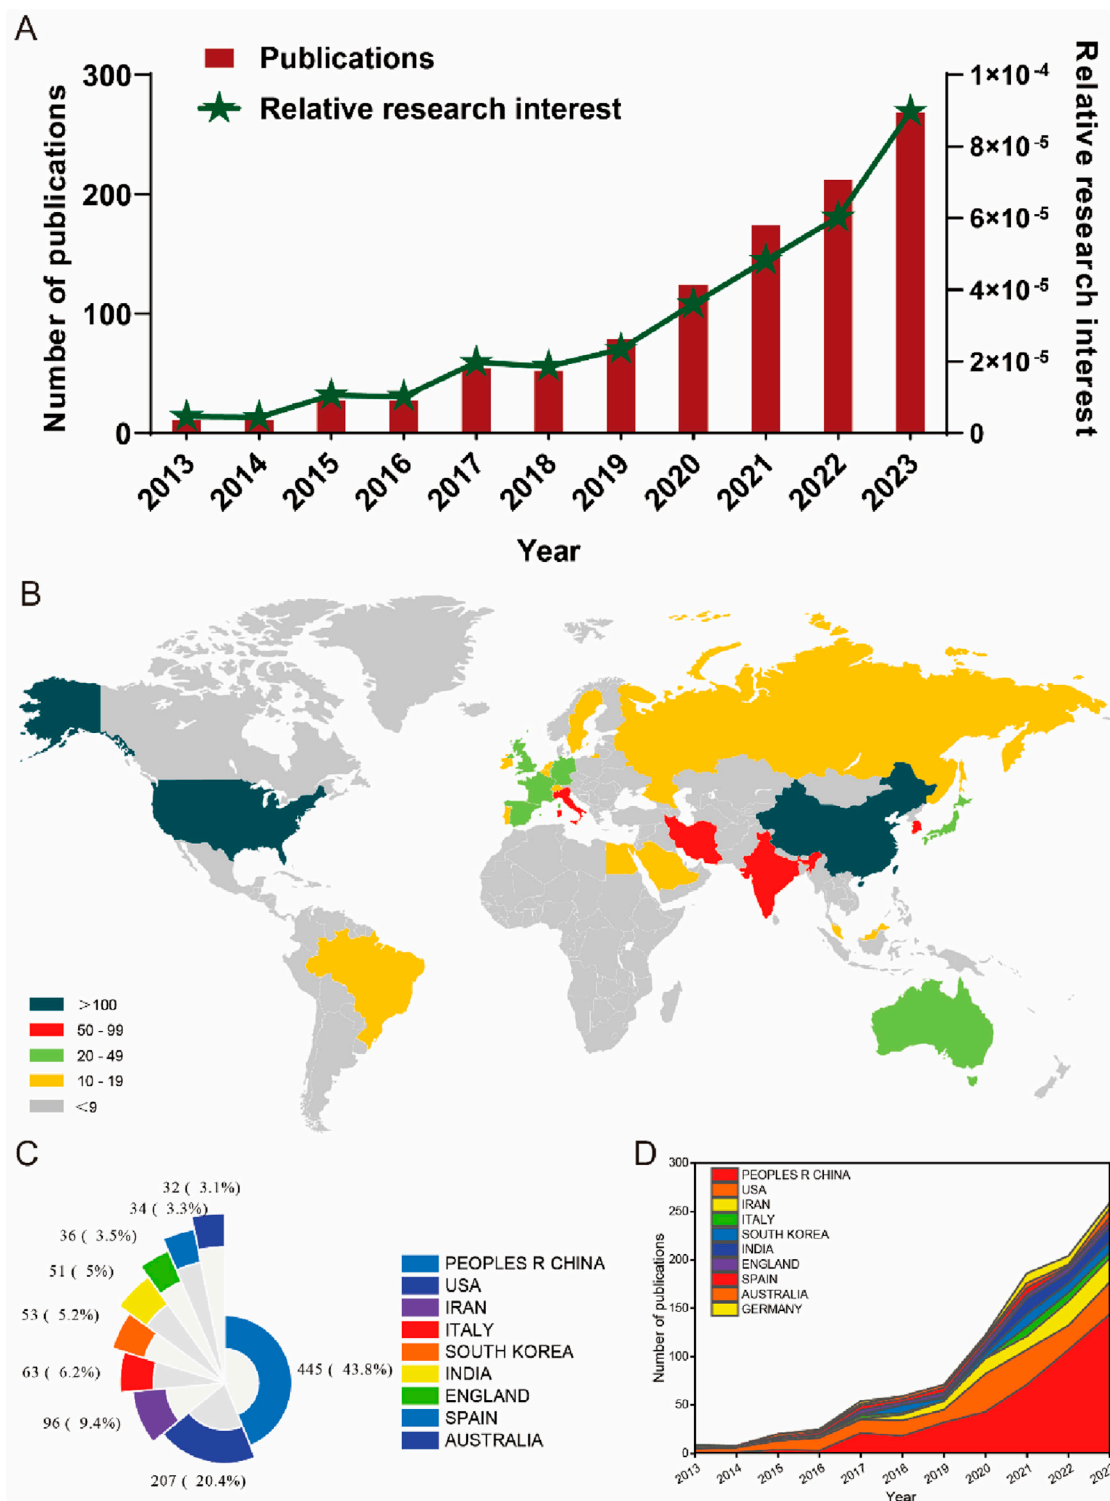 A
Publications
Relative research interest
300
200
100
0
Number of publications
1×10⁻⁴
8×10⁻⁵
6×10⁻⁵
4×10⁻⁵
2×10⁻⁵
0
Relative research interest
2013
2014
2015
2016
2017
2018
2019
2020
2021
2022
2023
Year
B
>100
50 - 99
20 - 49
10 - 19
<9
C
32 ( 3.1%)
34 ( 3.3%)
36 ( 3.5%)
51 ( 5%)
53 ( 5.2%)
63 ( 6.2%)
96 ( 9.4%)
207 ( 20.4%)
445 ( 43.8%)
PEOPLES R CHINA
USA
IRAN
ITALY
SOUTH KOREA
INDIA
ENGLAND
SPAIN
AUSTRALIA
D
300
250
200
150
100
50
0
Number of publications
PEOPLES R CHINA
USA
IRAN
ITALY
SOUTH KOREA
INDIA
ENGLAND
SPAIN
AUSTRALIA
GERMANY
2013
2014
2015
2016
2017
2018
2019
2020
2021
2022
Year